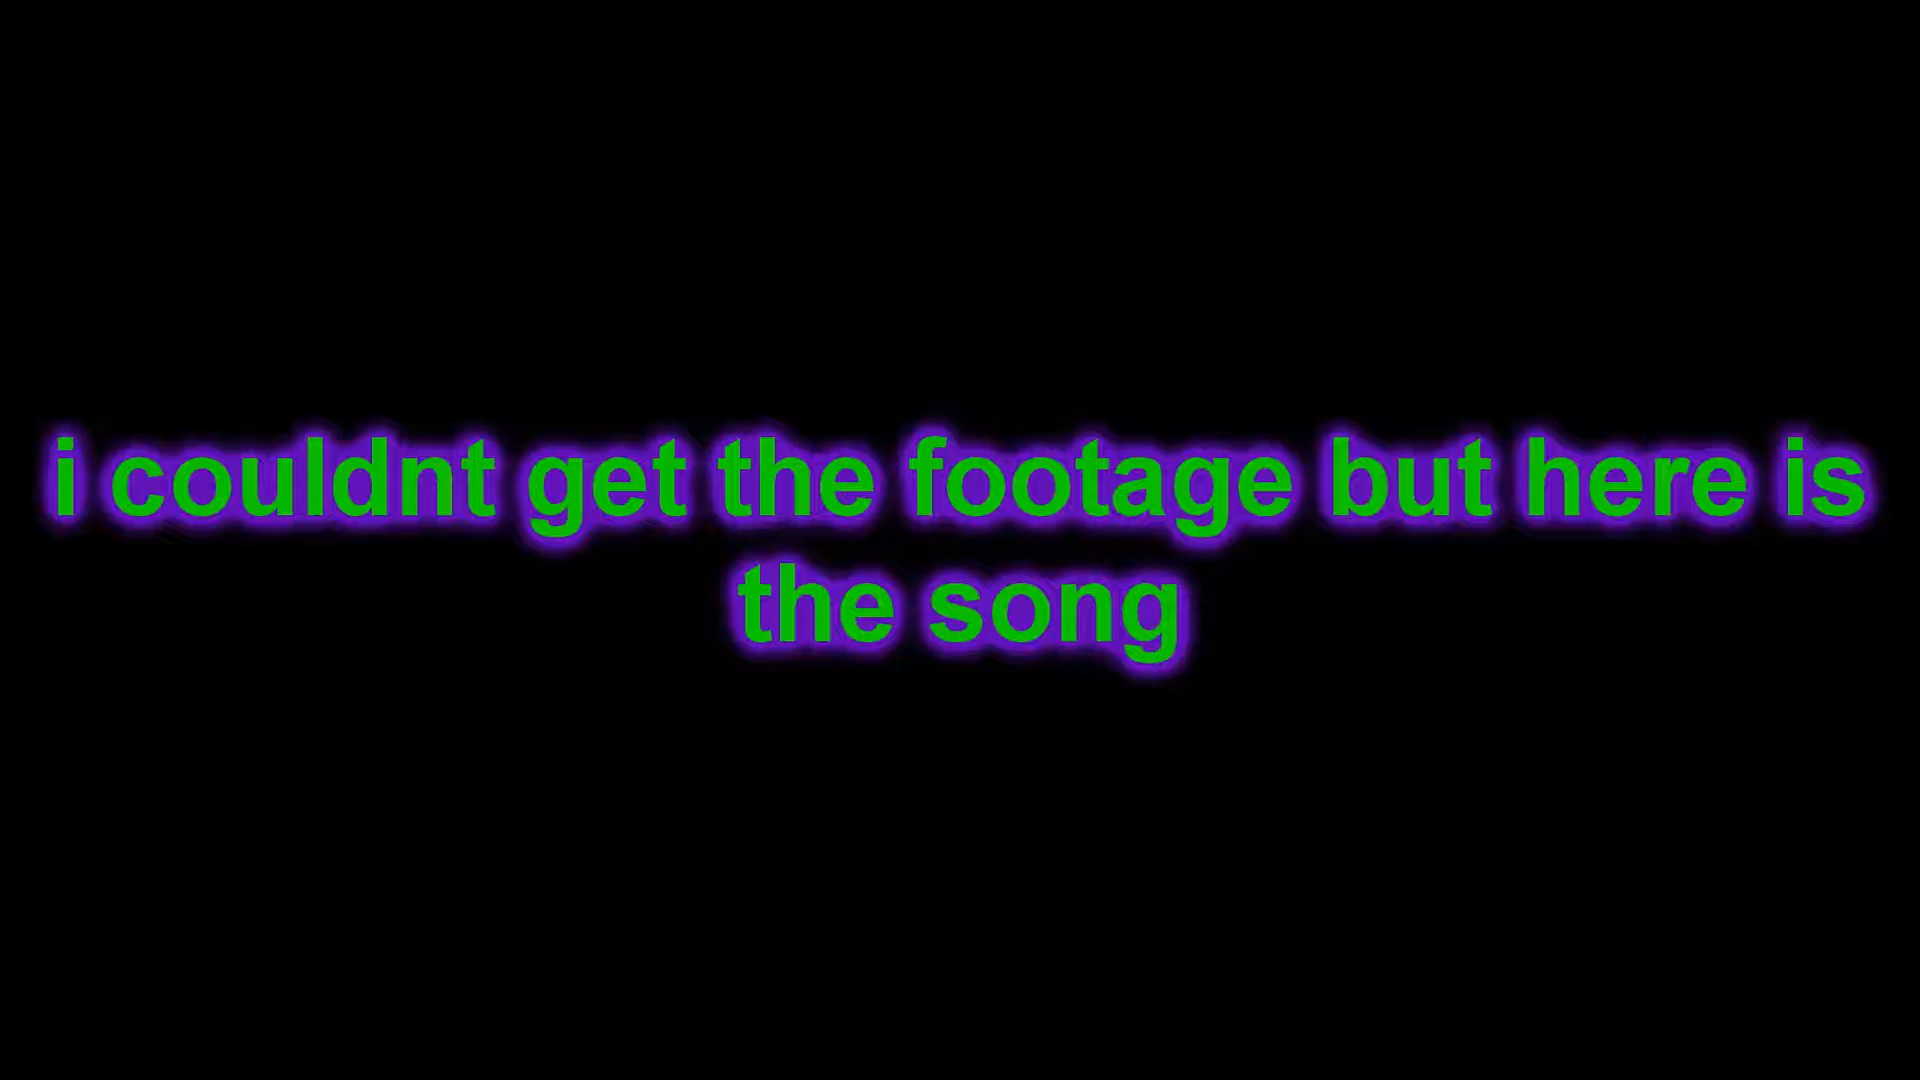 i couldnt get the footage but here is
the song